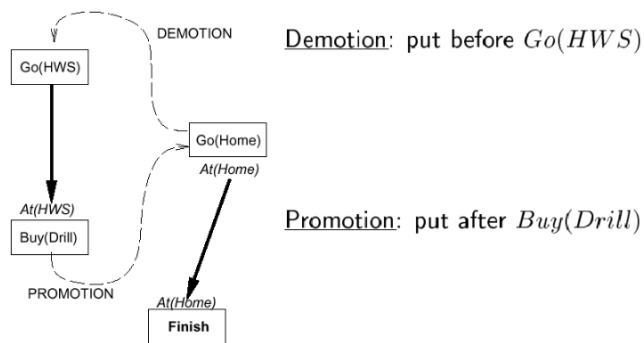 DEMOTION
Demotion: put before Go(HWS)
Go(HWS)
Go(Home)
At(Home)
At(HWS)
Buy(Drill)
Promotion: put after Buy(Drill)
PROMOTION
At(Home)
Finish